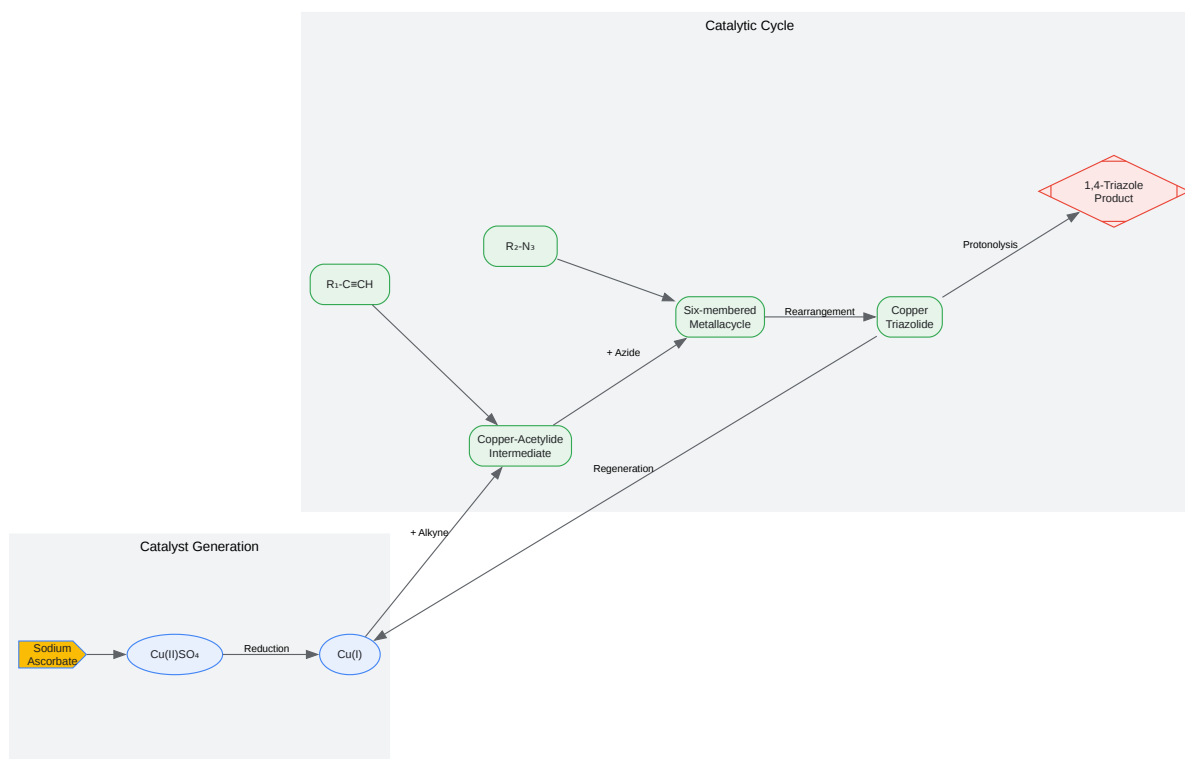 Catalytic Cycle
1,4-Triazole
Product
Protonolysis
R₂-N₃
R₁-C≡CH
Six-membered
Metallacycle
Rearrangement
Copper
Triazolide
+ Azide
Copper-Acetylide
Intermediate
Regeneration
+ Alkyne
Catalyst Generation
Sodium
Ascorbate
Cu(II)SO₄
Reduction
Cu(I)